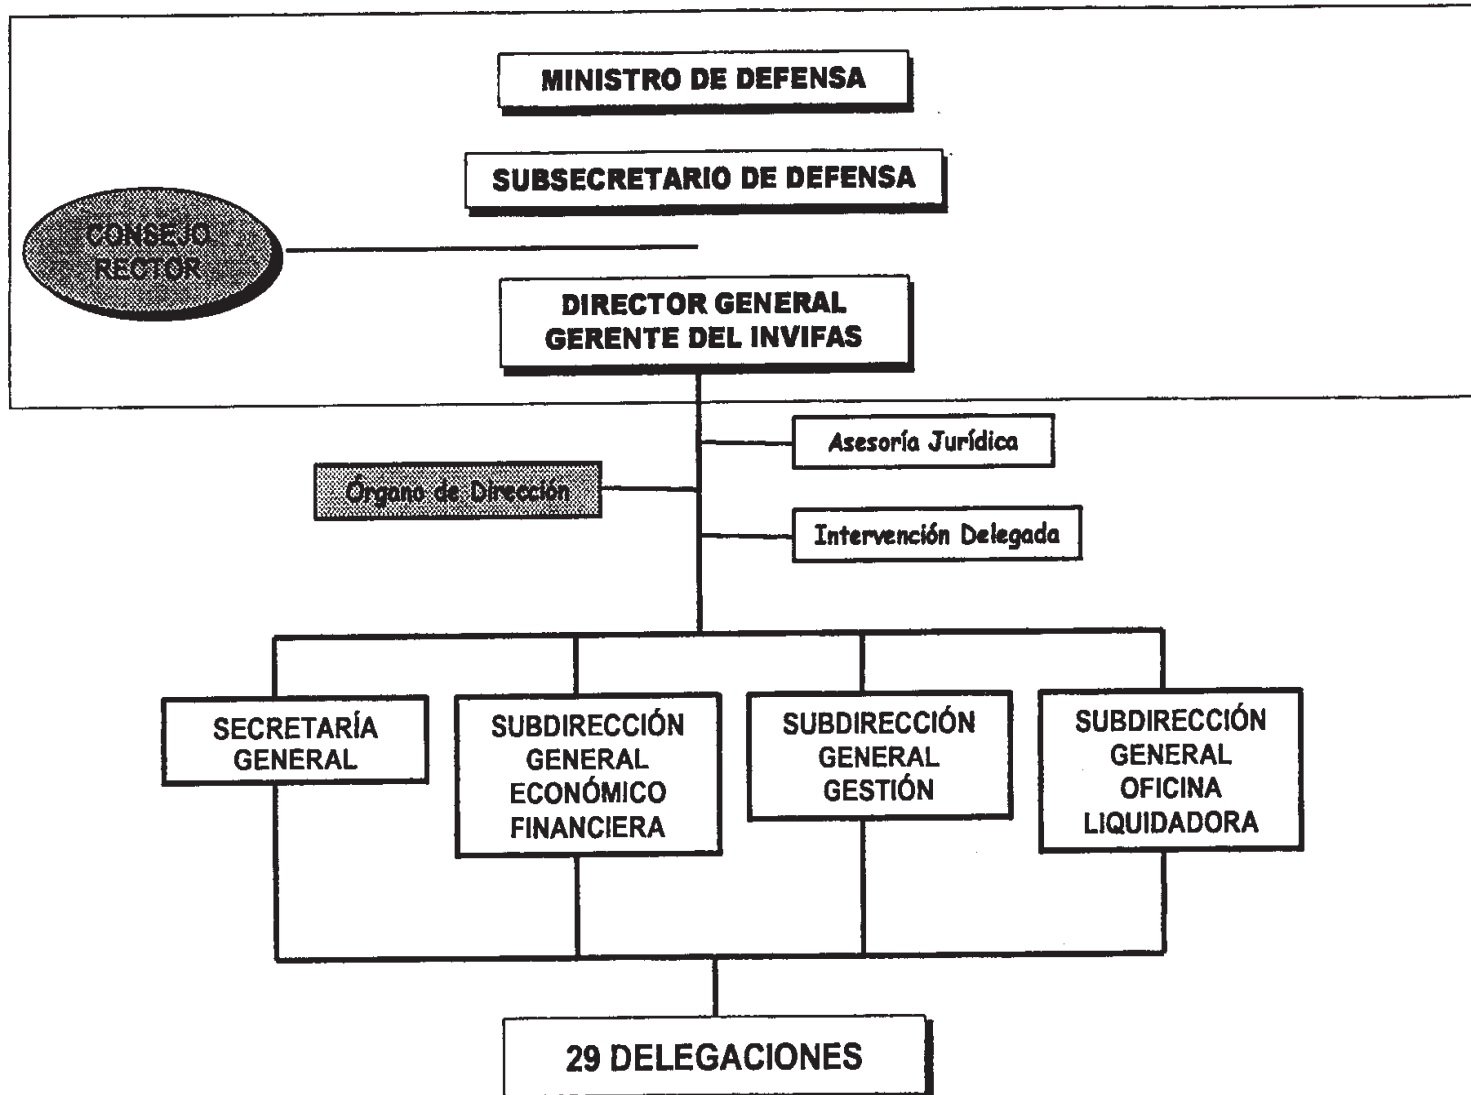 MINISTRO DE DEFENSA
SUBSECRETARIO DE DEFENSA
CONSEJO
RECTOR
DIRECTOR GENERAL
GERENTE DEL INVIFAS
Asesoría Jurídica
Órgano de Dirección
Intervención Delegada
SECRETARÍA
GENERAL
SUBDIRECCIÓN
GENERAL
ECONÓMICO
FINANCIERA
SUBDIRECCIÓN
GENERAL
GESTIÓN
SUBDIRECCIÓN
GENERAL
OFICINA
LIQUIDADORA
29 DELEGACIONES